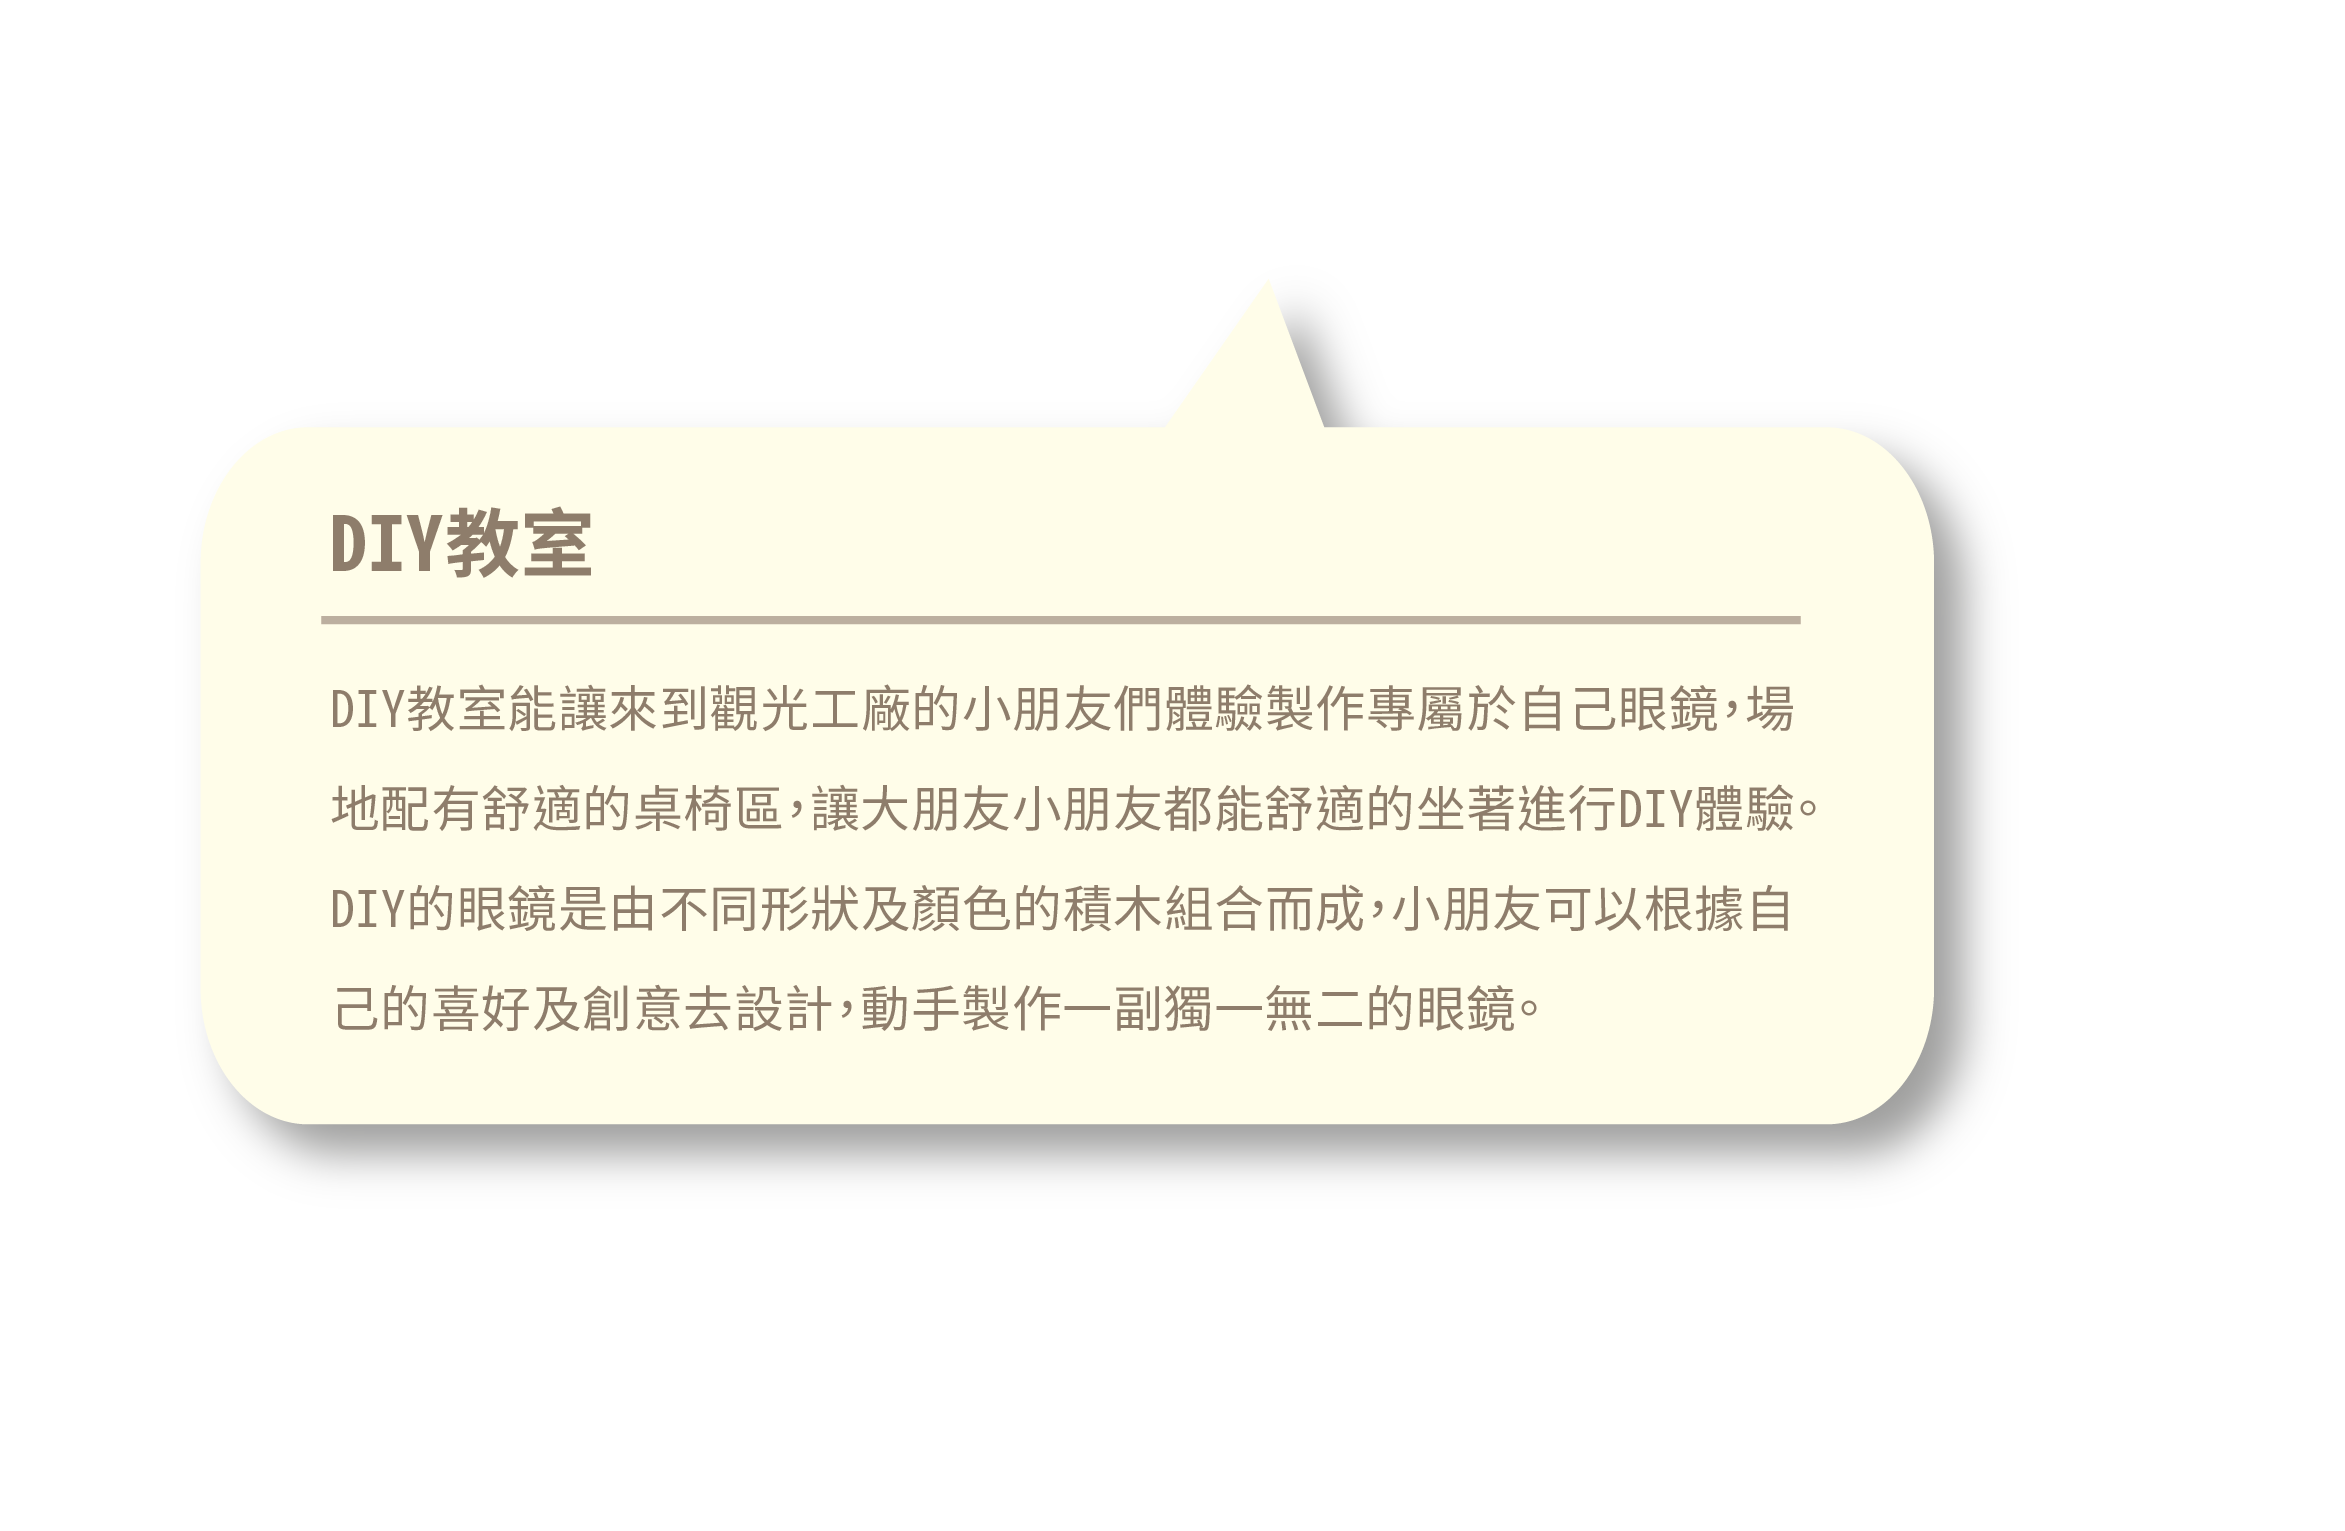 DIY教室
DIY教室能讓來到觀光工廠的小朋友們體驗製作專屬於自己眼鏡，場
地配有舒適的桌椅區，讓大朋友小朋友都能舒適的坐著進行DIY體驗。
DIY的眼鏡是由不同形狀及顏色的積木組合而成，小朋友可以根據自
己的喜好及創意去設計，動手製作一副獨一無二的眼鏡。